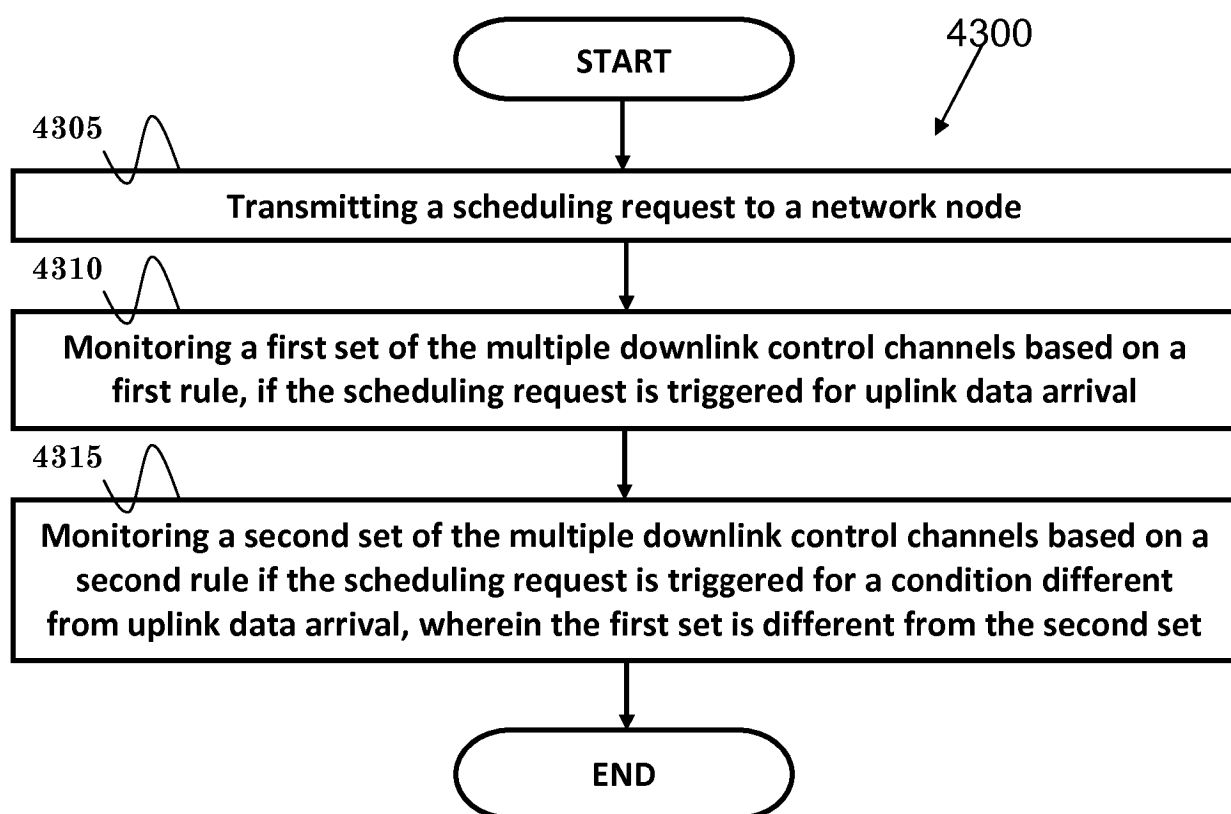 START
4300
4305
Transmitting a scheduling request to a network node
4310
Monitoring a first set of the multiple downlink control channels based on a
first rule, if the scheduling request is triggered for uplink data arrival
4315
Monitoring a second set of the multiple downlink control channels based on a
second rule if the scheduling request is triggered for a condition different
from uplink data arrival, wherein the first set is different from the second set
END